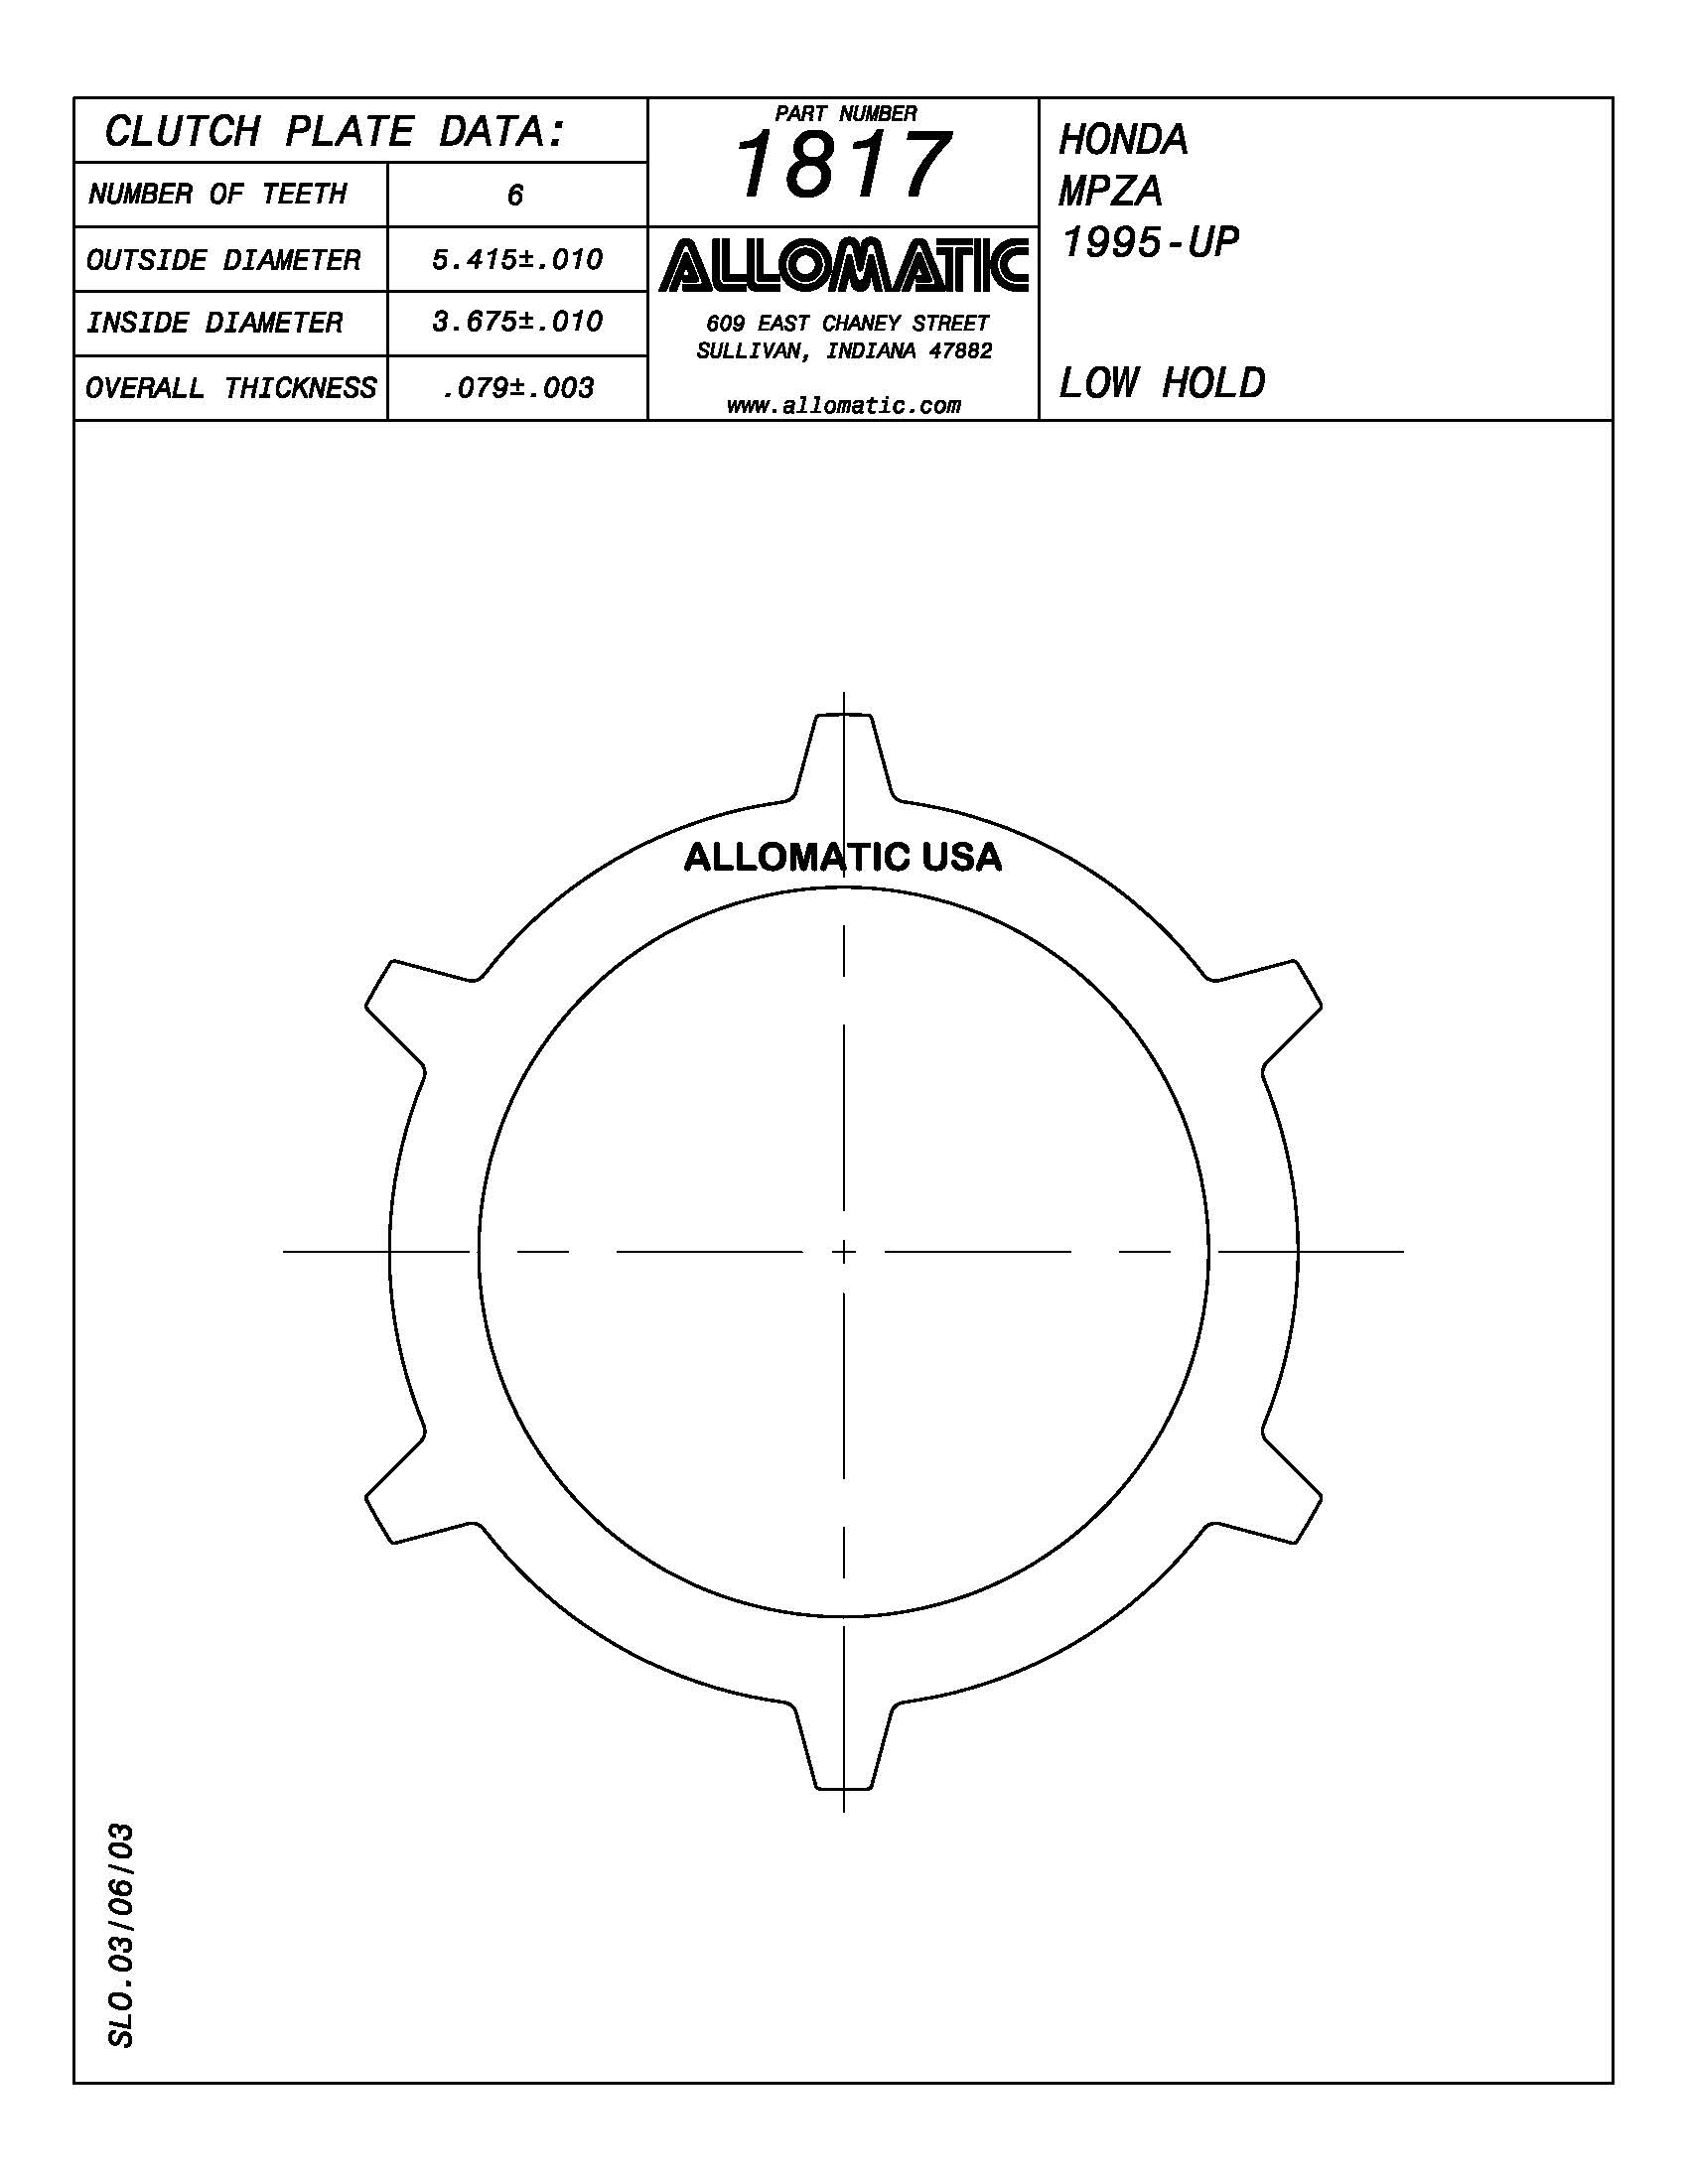 CLUTCH PLATE DATA:
NUMBER OF TEETH 6
OUTSIDE DIAMETER 5.415±.010
INSIDE DIAMETER 3.675±.010
OVERALL THICKNESS .079±.003
PART NUMBER
1817
ALLOMATIC
609 EAST CHANEY STREET
SULLIVAN, INDIANA 47882
www.allomatic.com
HONDA
MPZA
1995-UP
LOW HOLD
ALLOMATIC USA
SLO.03/06/03